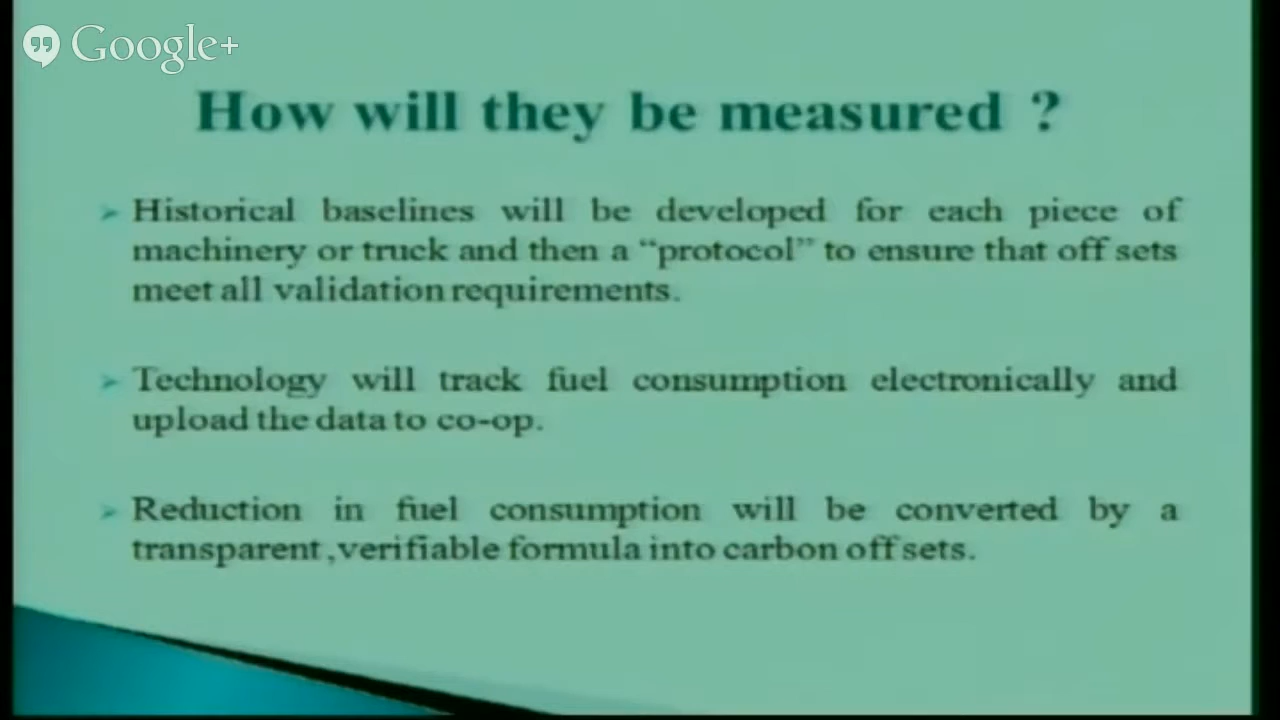 Google+
How will they be measured ?
Historical baselines will be developed for each piece of
machinery or truck and then a “protocol” to ensure that off sets
meet all validation requirements.
Technology will track fuel consumption electronically and
upload the data to co-op.
Reduction in fuel consumption will be converted by a
transparent ,verifiable formula into carbon off sets.